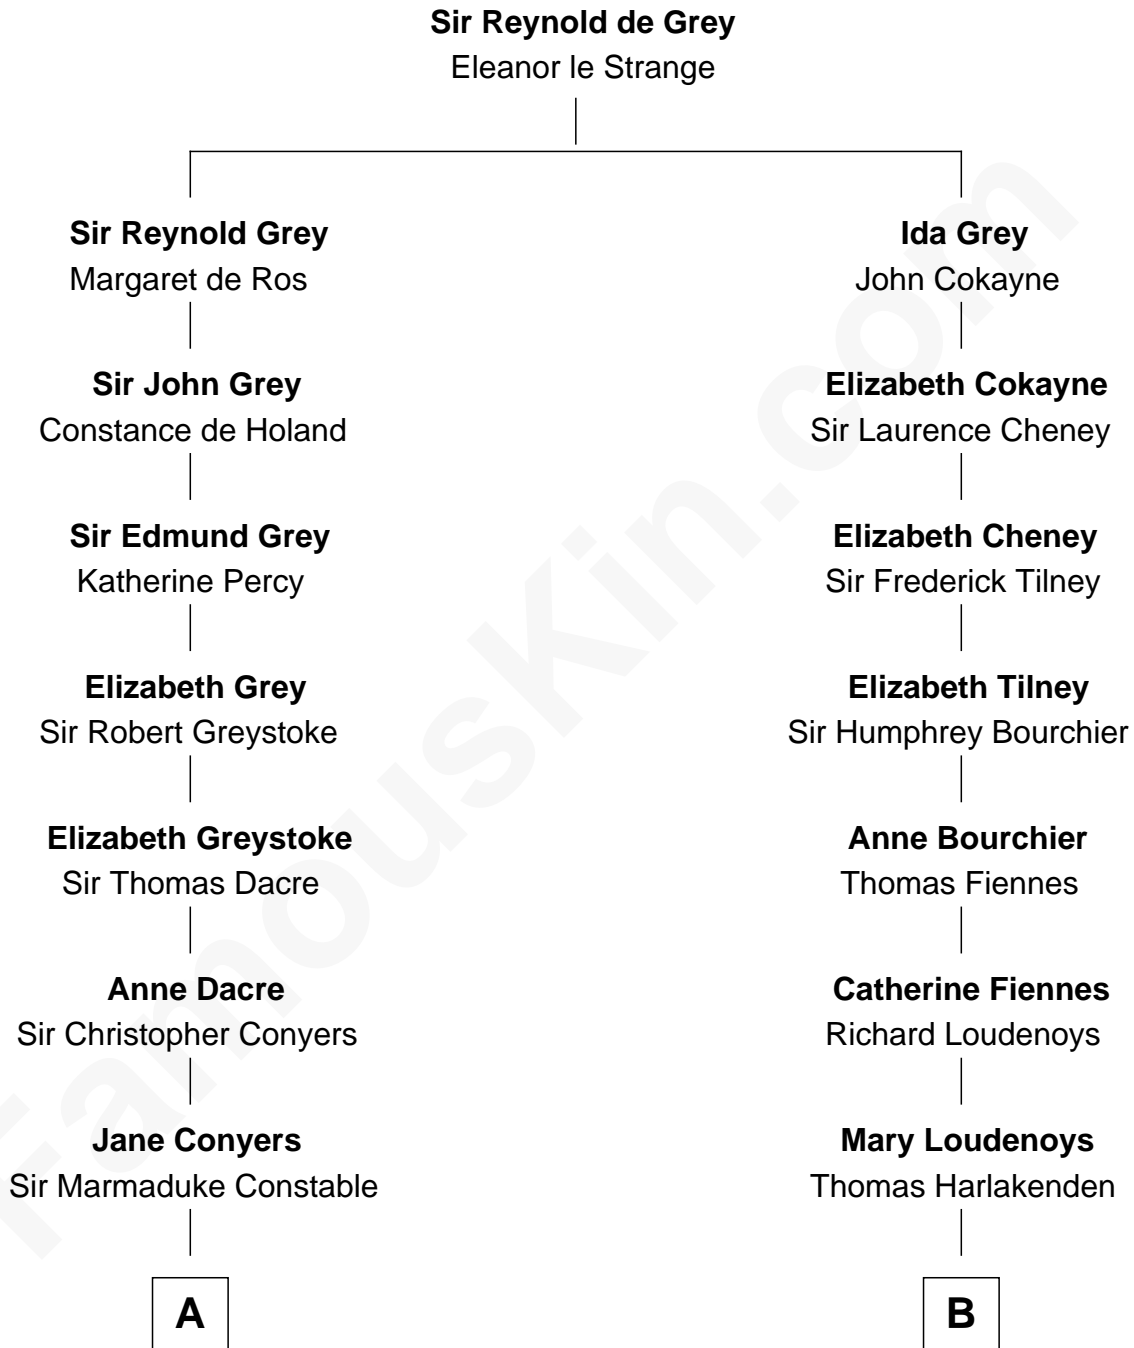 Sir Reynold de Grey
Eleanor le Strange
Sir Reynold Grey
Margaret de Ros
Ida Grey
John Cokayne
Sir John Grey
Constance de Holand
Elizabeth Cokayne
Sir Laurence Cheney
Sir Edmund Grey
Katherine Percy
Elizabeth Cheney
Sir Frederick Tilney
Elizabeth Grey
Sir Robert Greystoke
Elizabeth Tilney
Sir Humphrey Bourchier
Elizabeth Greystoke
Sir Thomas Dacre
Anne Bourchier
Thomas Fiennes
Anne Dacre
Sir Christopher Conyers
Catherine Fiennes
Richard Loudenoys
Jane Conyers
Sir Marmaduke Constable
Mary Loudenoys
Thomas Harlakenden
A
B
FamousKin.com